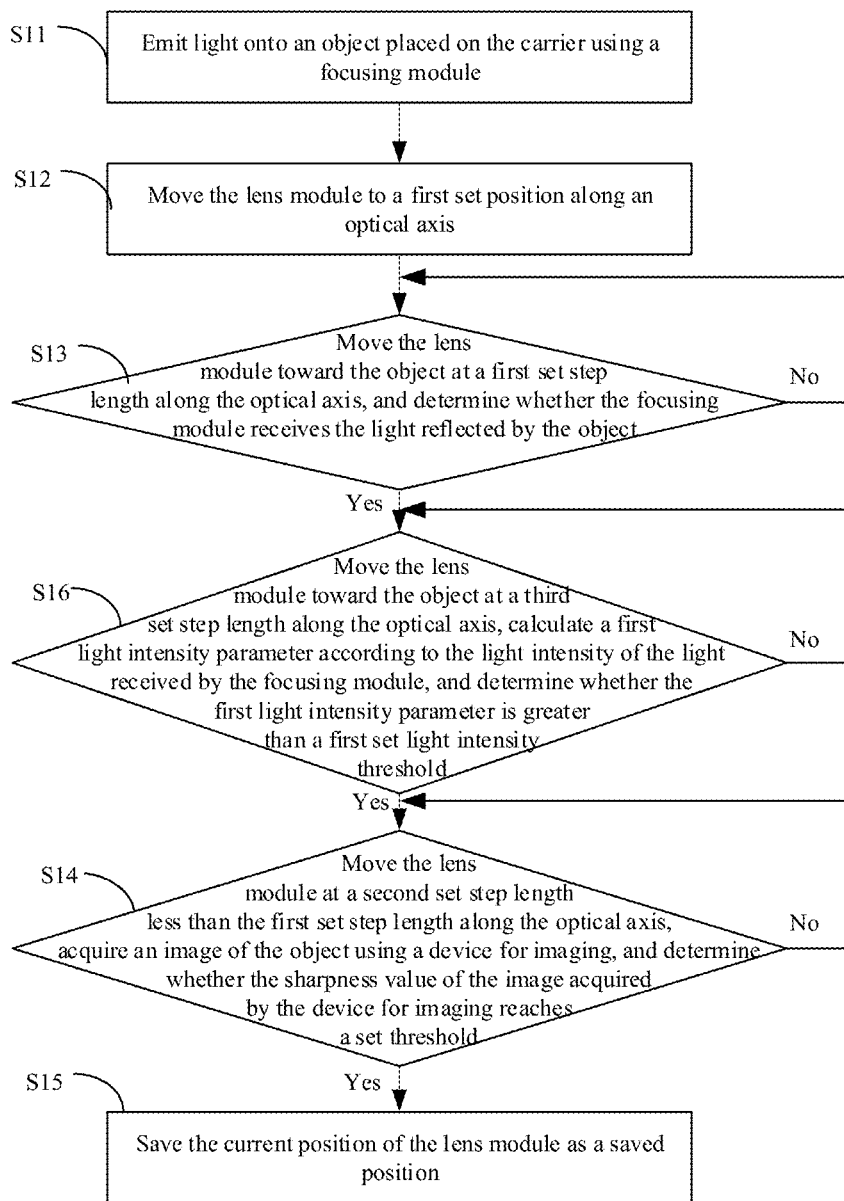 S11
Emit light onto an object placed on the carrier using a
focusing module
S12
Move the lens module to a first set position along an
optical axis
S13
Move the lens
module toward the object at a first set step
length along the optical axis, and determine whether the focusing
module receives the light reflected by the object
No
Yes
S16
Move the lens
module toward the object at a third
set step length along the optical axis, calculate a first
light intensity parameter according to the light intensity of the light
received by the focusing module, and determine whether the
first light intensity parameter is greater
than a first set light intensity
threshold
No
Yes
S14
Move the lens
module at a second set step length
less than the first set step length along the optical axis,
acquire an image of the object using a device for imaging, and determine
whether the sharpness value of the image acquired
by the device for imaging reaches
a set threshold
No
Yes
S15
Save the current position of the lens module as a saved
position